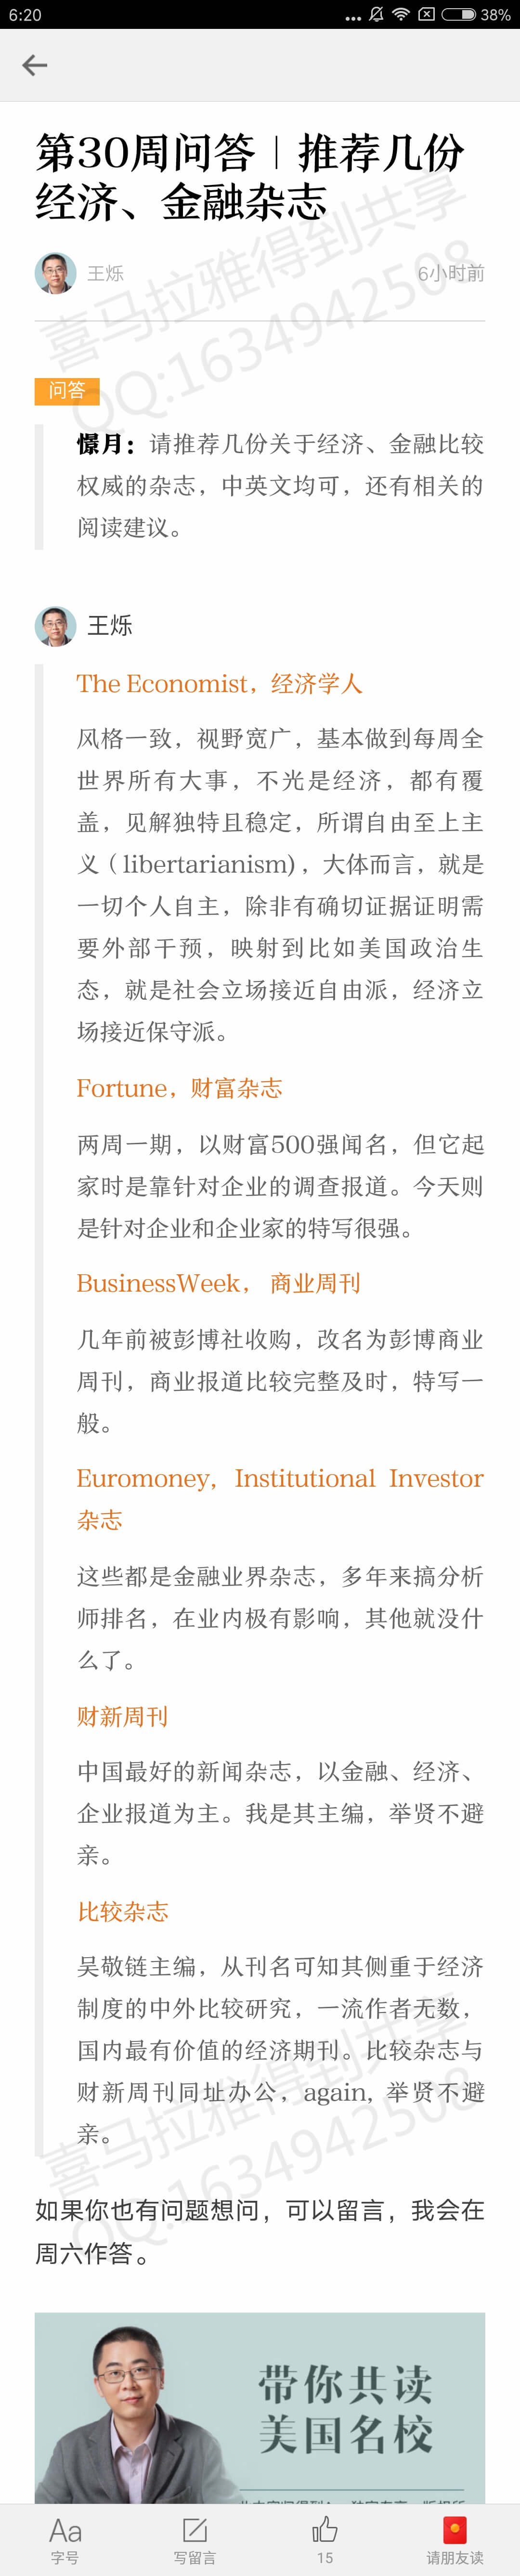 6:20
38%
第30周问答｜推荐几份
经济、金融杂志
王烁
6小时前
喜马拉雅得到共享
QQ:1634942508
问答
憬月：请推荐几份关于经济、金融比较
权威的杂志，中英文均可，还有相关的
阅读建议。
王烁
The Economist，经济学人
风格一致，视野宽广，基本做到每周全
世界所有大事，不光是经济，都有覆
盖，见解独特且稳定，所谓自由至上主
义（libertarianism)，大体而言，就是
一切个人自主，除非有确切证据证明需
要外部干预，映射到比如美国政治生
态，就是社会立场接近自由派，经济立
场接近保守派。
Fortune，财富杂志
两周一期，以财富500强闻名，但它起
家时是靠针对企业的调查报道。今天则
是针对企业和企业家的特写很强。
BusinessWeek， 商业周刊
几年前被彭博社收购，改名为彭博商业
周刊，商业报道比较完整及时，特写一
般。
Euromoney, Institutional Investor
杂志
这些都是金融业界杂志，多年来搞分析
师排名，在业内极有影响，其他就没什
么了。
财新周刊
中国最好的新闻杂志，以金融、经济、
企业报道为主。我是其主编，举贤不避
亲。
比较杂志
吴敬链主编，从刊名可知其侧重于经济
制度的中外比较研究，一流作者无数，
国内最有价值的经济期刊。比较杂志与
财新周刊同址办公，again, 举贤不避
亲。
喜马拉雅得到共享
QQ:1634942508
如果你也有问题想问，可以留言，我会在
周六作答。
带你共读
美国名校
Aa
字号
写留言
15
请朋友读